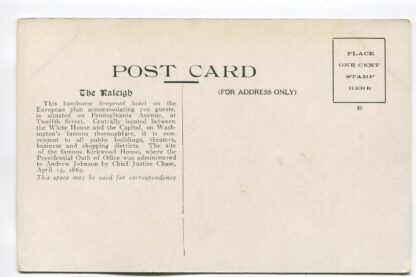 POST CARD
The Raleigh
This handsome fireproof hotel on the
European plan accommodating 700 guests,
is situated on Pennsylvania Avenue, at
Twelfth Street. Centrally located between
the White House and the Capitol, on Wash-
ington's famous thoroughfare, it is con-
venient to all public buildings, theaters,
business and shopping districts. The site
of the famous Kirkwood House, where the
Presidential Oath of Office was administered
to Andrew Johnson by Chief Justice Chase,
April 15, 1865.
This space may be used for correspondence
(FOR ADDRESS ONLY)
PLACE
ONE CENT
STAMP
HERE.